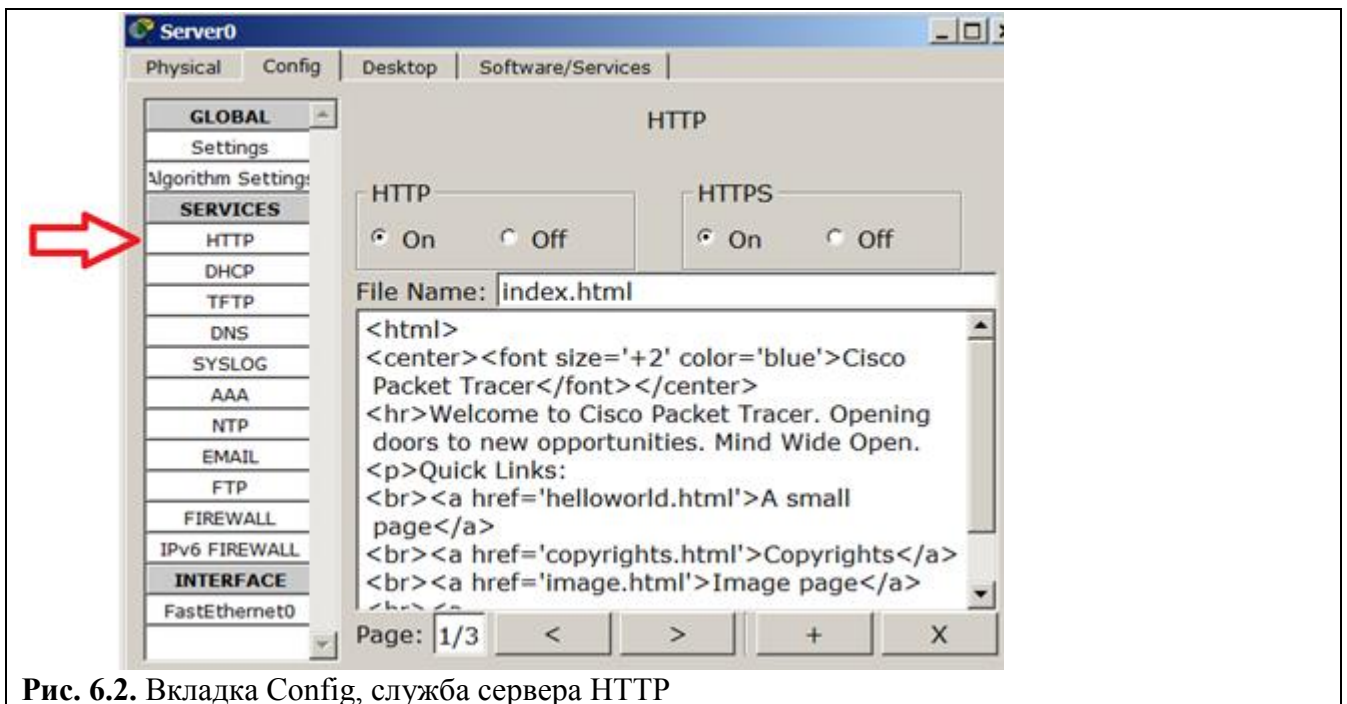 Server0
Physical Config Desktop Software/Services
GLOBAL
Settings
Algorithm Settings
SERVICES
HTTP
DHCP
TFTP
DNS
SYSLOG
AAA
NTP
EMAIL
FTP
FIREWALL
IPv6 FIREWALL
INTERFACE
FastEthernet0
HTTP
HTTP
On Off
HTTPS
On Off
File Name: index.html
<html>
<center><font size='+2' color='blue'>Cisco
Packet Tracer</font></center>
<hr>Welcome to Cisco Packet Tracer. Opening
doors to new opportunities. Mind Wide Open.
<p>Quick Links:
<br><a href='helloworld.html'>A small
page</a>
<br><a href='copyrights.html'>Copyrights</a>
<br><a href='image.html'>Image page</a>
Page: 1/3 < > + X
Рис. 6.2. Вкладка Config, служба сервера HTTP